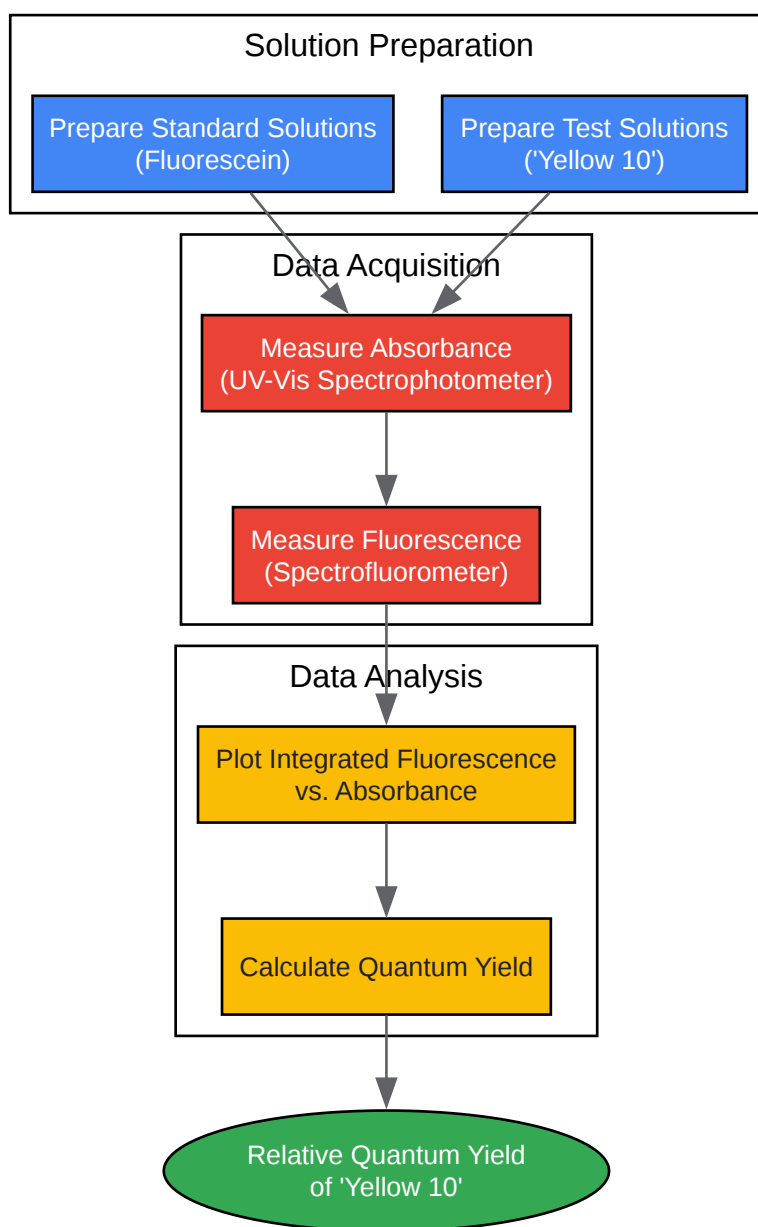 Solution Preparation
Prepare Standard Solutions
(Fluorescein)
Prepare Test Solutions
('Yellow 10')
Data Acquisition
Measure Absorbance
(UV-Vis Spectrophotometer)
Measure Fluorescence
(Spectrofluorometer)
Data Analysis
Plot Integrated Fluorescence
vs. Absorbance
Calculate Quantum Yield
Relative Quantum Yield
of 'Yellow 10'